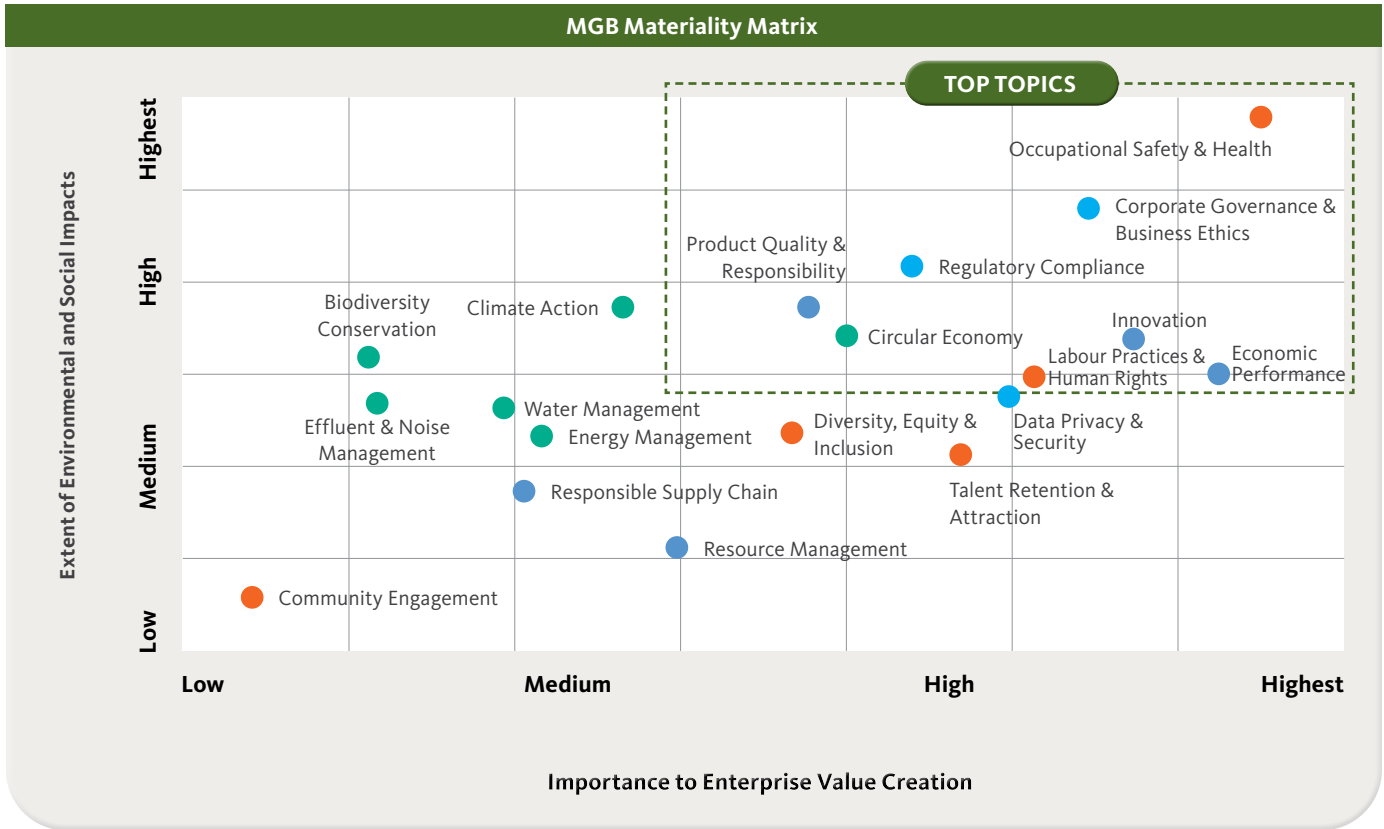 MGB Materiality Matrix
TOP TOPICS
Extent of Environmental and Social Impacts
Highest
High
Medium
Low
Occupational Safety & Health
Corporate Governance &
Business Ethics
Product Quality &
Responsibility
Regulatory Compliance
Biodiversity
Conservation
Climate Action
Circular Economy
Innovation
Labour Practices &
Human Rights
Economic
Performance
Effluent & Noise
Management
Water Management
Energy Management
Diversity, Equity &
Inclusion
Data Privacy &
Security
Responsible Supply Chain
Talent Retention &
Attraction
Resource Management
Community Engagement
Low
Medium
High
Highest
Importance to Enterprise Value Creation